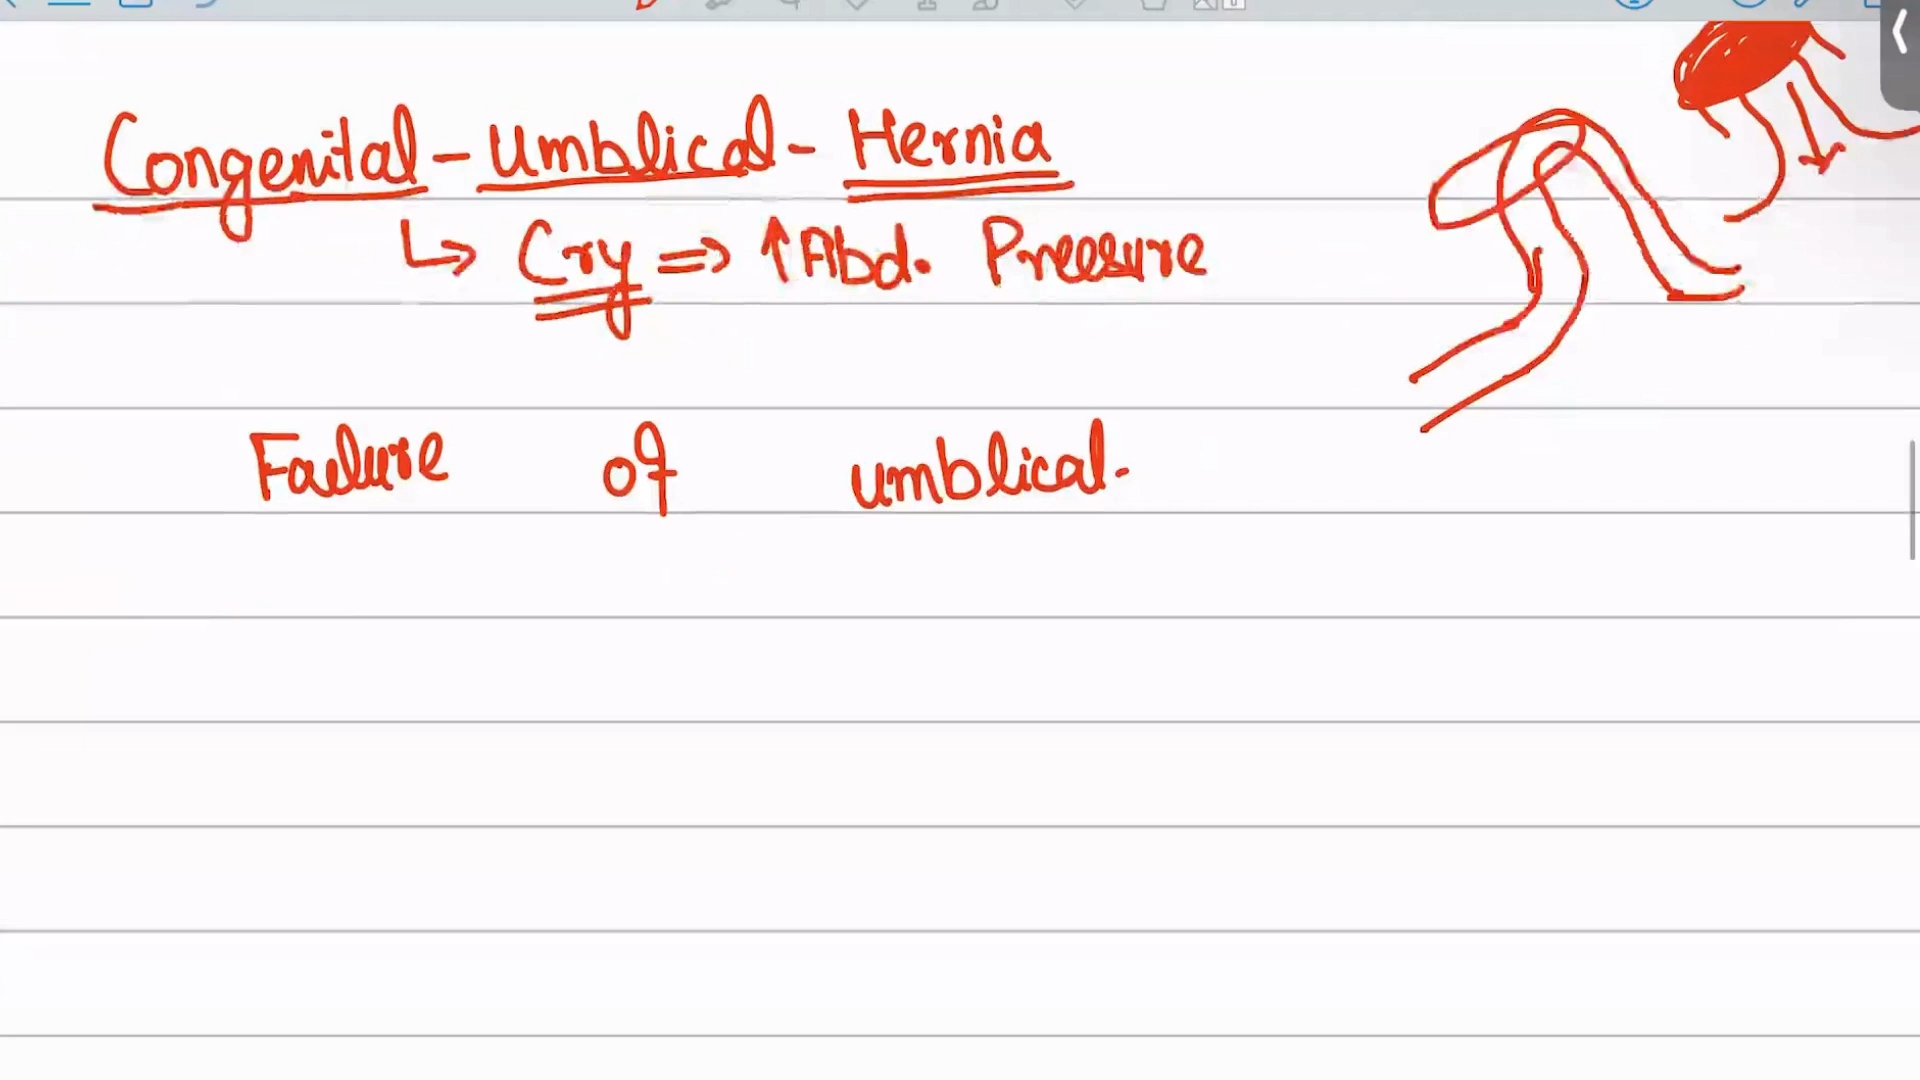 Congenital - Umblical - Hernia
↳ Cry ⇒ ↑ Abd. Pressure
Failure of umblical.